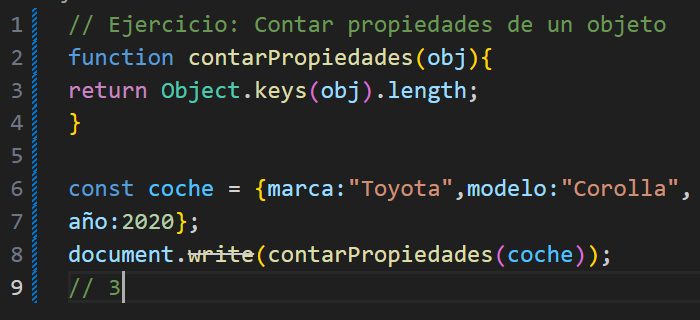 1 // Ejercicio: Contar propiedades de un objeto
2 function contarPropiedades(obj){
3 return Object.keys(obj).length;
4 }
5
6 const coche = {marca:"Toyota",modelo:"Corolla",
7 año:2020};
8 document.write(contarPropiedades(coche));
9 // 3